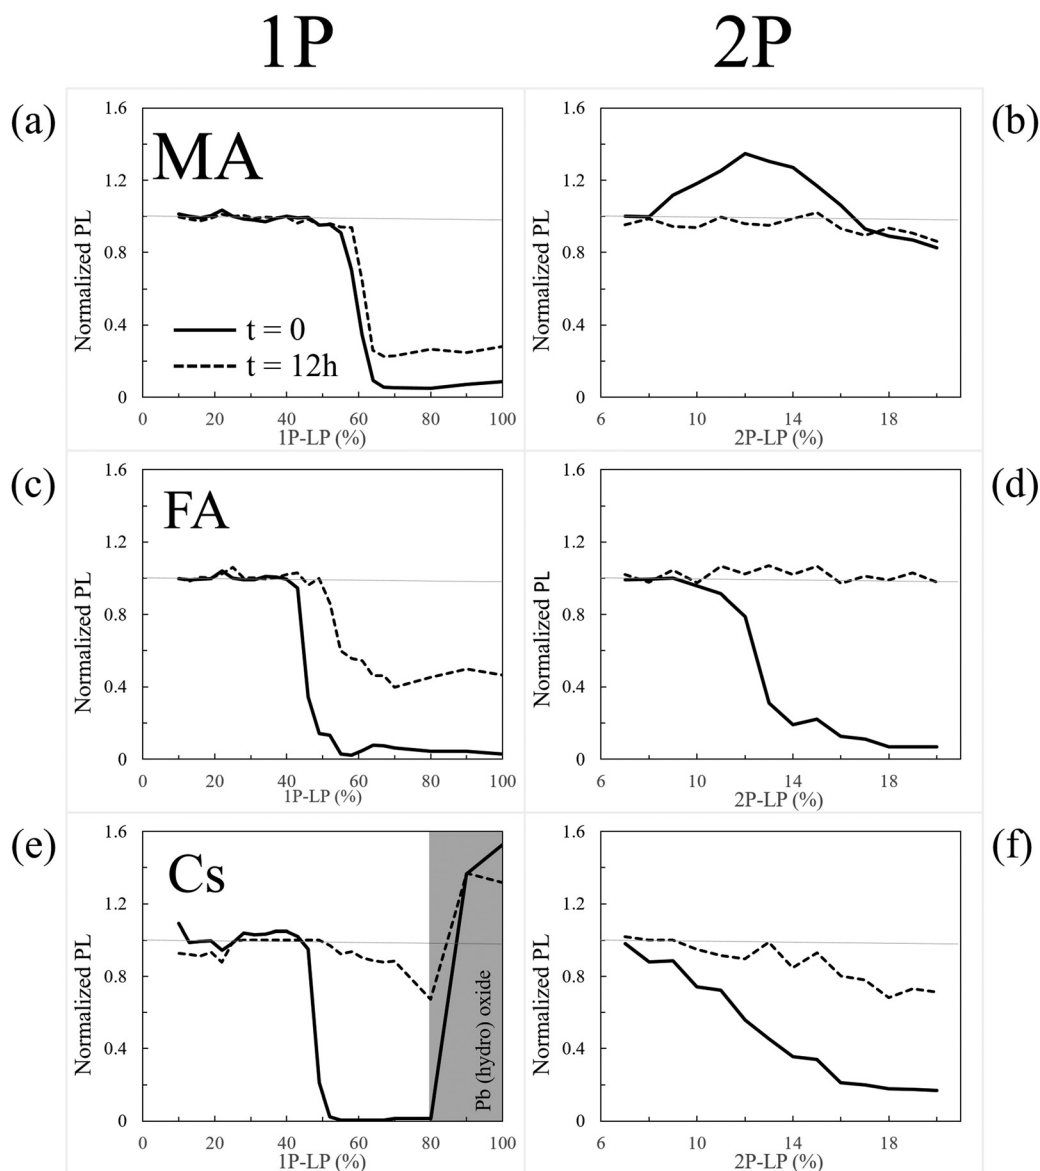 1P 2P
(a)
1.6
1.2
0.8
0.4
0
Normalized PL
MA
t = 0
t = 12h
0 20 40 60 80 100
1P-LP (%)
(b)
1.6
1.2
0.8
0.4
0
Normalized PL
6 10 14 18
2P-LP (%)
(c)
1.6
1.2
0.8
0.4
0
Normalized PL
FA
0 20 40 60 80 100
1P-LP (%)
(d)
1.6
1.2
0.8
0.4
0
Normalized PL
6 10 14 18
2P-LP (%)
(e)
1.6
1.2
0.8
0.4
0
Normalized PL
Cs
Pb (hydro) oxide
0 20 40 60 80 100
1P-LP (%)
(f)
1.6
1.2
0.8
0.4
0
Normalized PL
6 10 14 18
2P-LP (%)